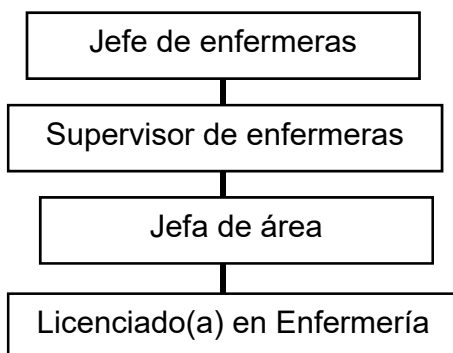 Jefe de enfermeras
Supervisor de enfermeras
Jefa de área
Licenciado(a) en Enfermería